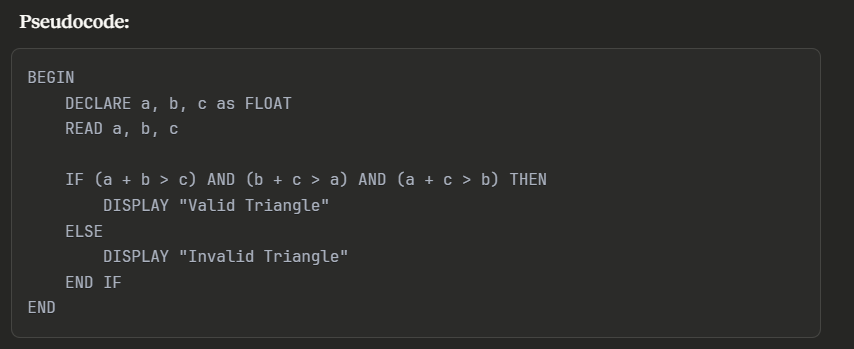 Pseudocode:
BEGIN
    DECLARE a, b, c as FLOAT
    READ a, b, c
    IF (a + b > c) AND (b + c > a) AND (a + c > b) THEN
        DISPLAY "Valid Triangle"
    ELSE
        DISPLAY "Invalid Triangle"
    END IF
END